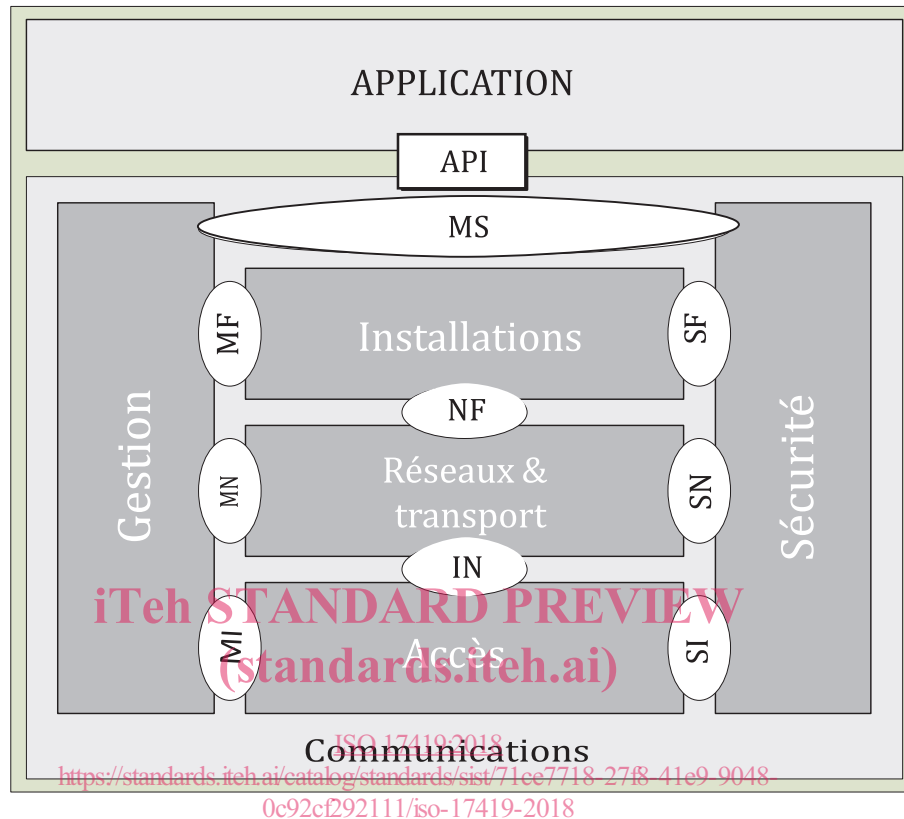 APPLICATION
API
MS
MF
Installations
SF
NF
Gestion
MN
Réseaux &
transport
SN
Sécurité
IN
iTeh STANDARD PREVIEW
MI
Accès
SI
(standards.iteh.ai)
ISO 17419:2018
Communications
https://standards.iteh.ai/catalog/standards/sist/71ce7718-27f8-41e9-9048-
0c92cf292111/iso-17419-2018